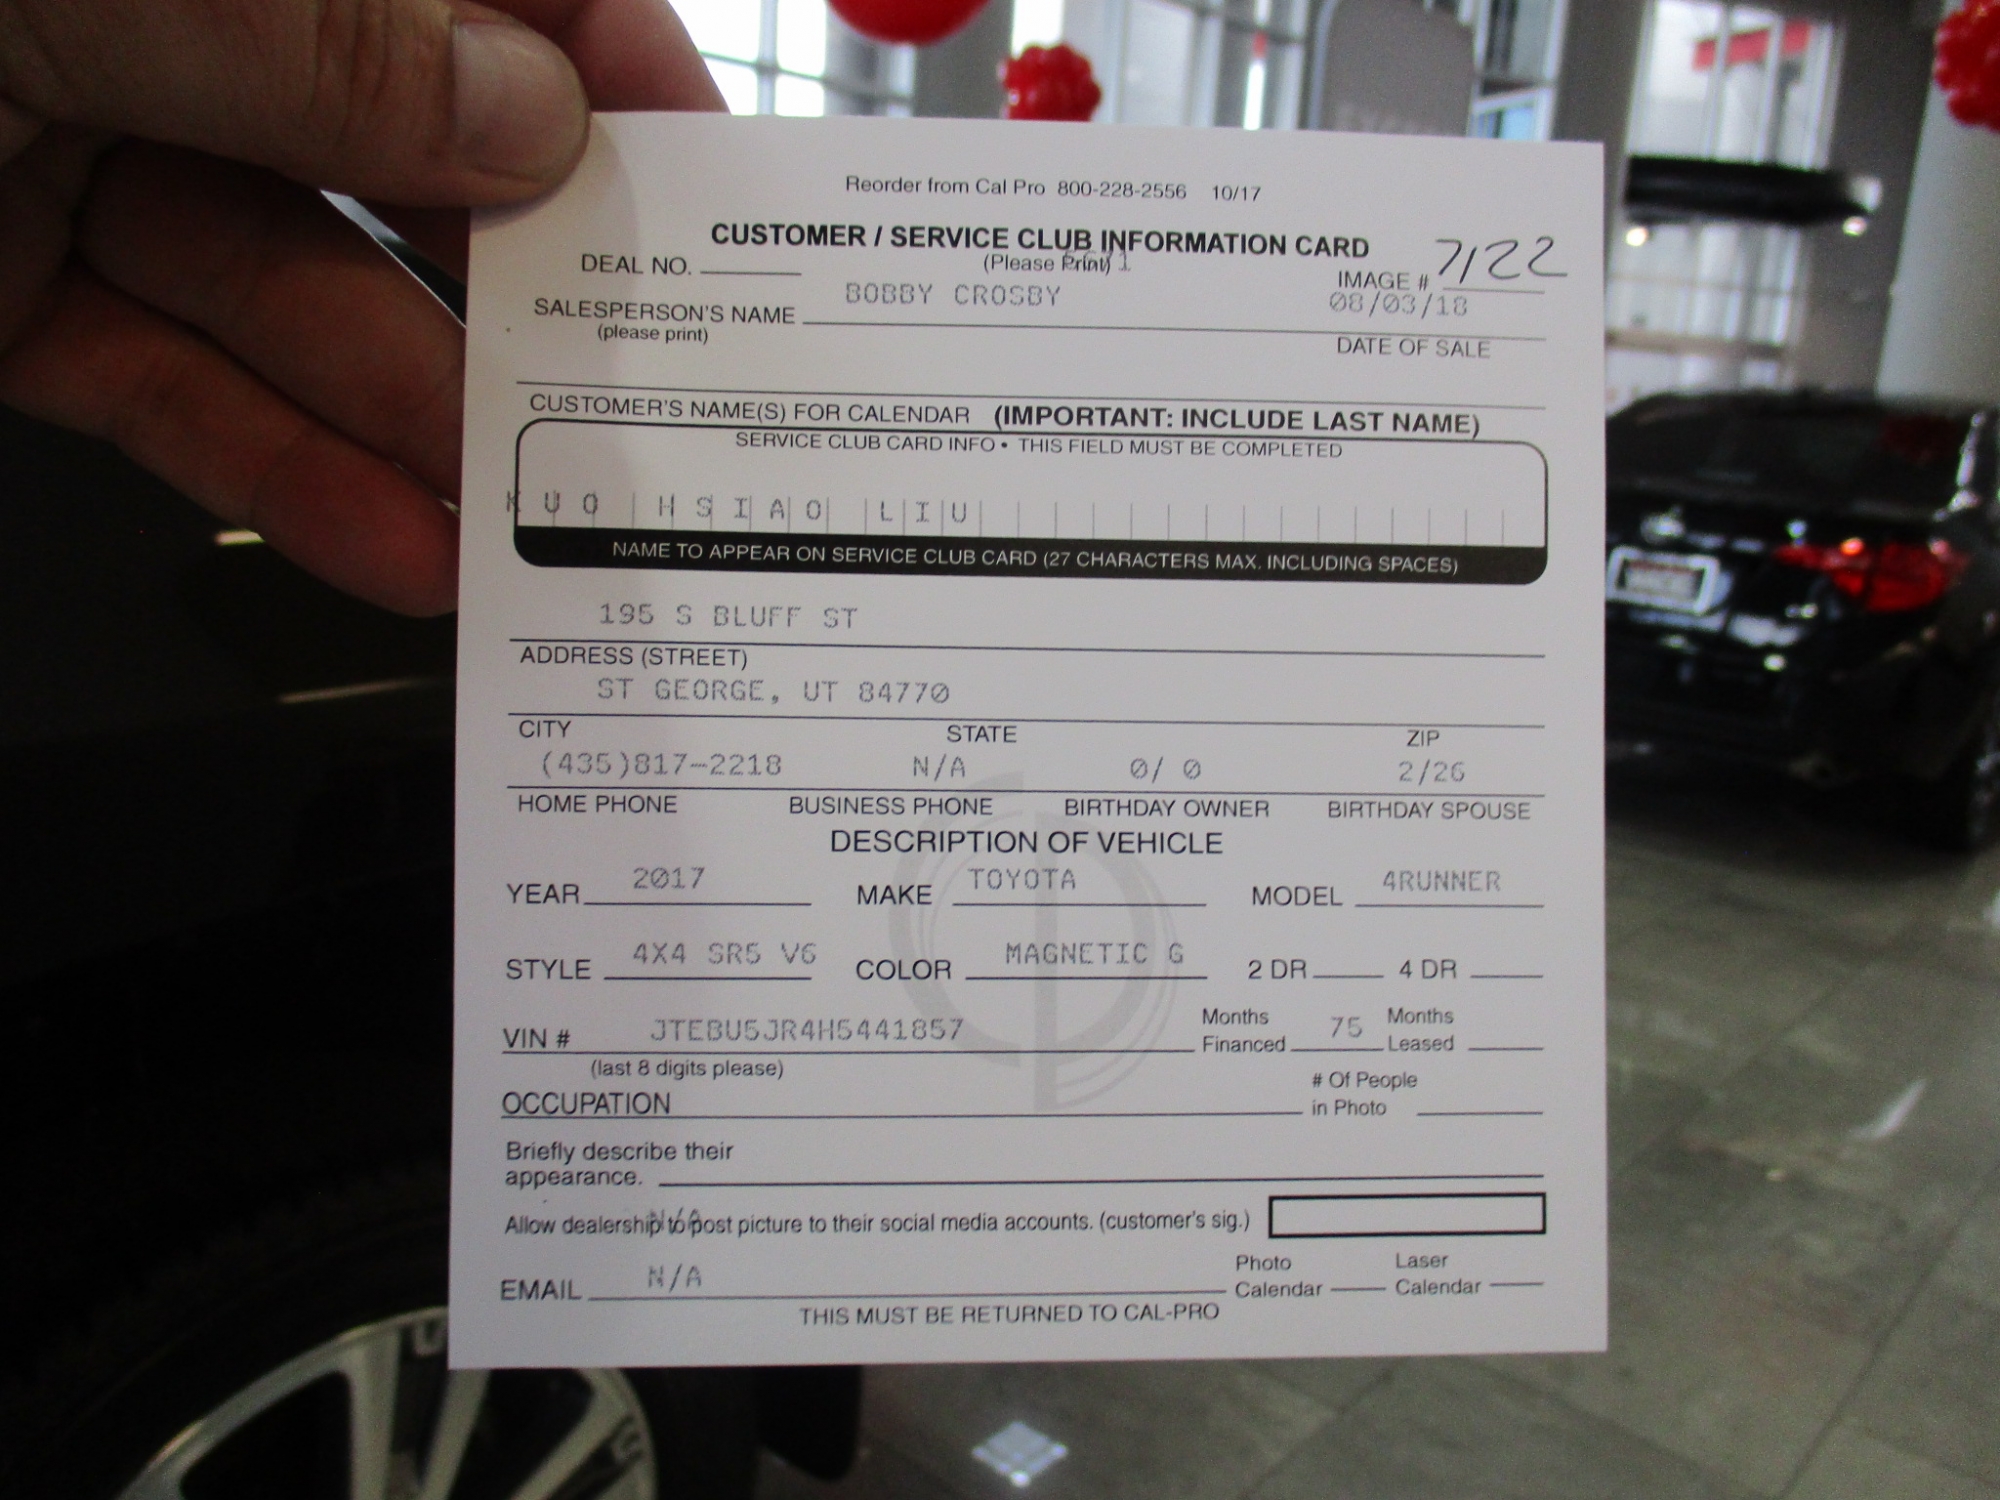 Reorder from Cal Pro 800-228-2556 10/17
CUSTOMER / SERVICE CLUB INFORMATION CARD
DEAL NO. (Please Print) IMAGE # 7122
BOBBY CROSBY 08/03/18
SALESPERSON'S NAME
(please print) DATE OF SALE
CUSTOMER'S NAME(S) FOR CALENDAR (IMPORTANT: INCLUDE LAST NAME)
SERVICE CLUB CARD INFO • THIS FIELD MUST BE COMPLETED
KUO HSIAO LIU
NAME TO APPEAR ON SERVICE CLUB CARD (27 CHARACTERS MAX. INCLUDING SPACES)
195 S BLUFF ST
ADDRESS (STREET)
ST GEORGE, UT 84770
CITY STATE ZIP
(435)817-2218 N/A 0/ 0 2/26
HOME PHONE BUSINESS PHONE BIRTHDAY OWNER BIRTHDAY SPOUSE
DESCRIPTION OF VEHICLE
YEAR 2017 MAKE TOYOTA MODEL 4RUNNER
STYLE 4X4 SR5 V6 COLOR MAGNETIC G 2 DR 4 DR
VIN # JTEBU5JR4H5441857 Months Financed 75 Months Leased
(last 8 digits please)
OCCUPATION # Of People in Photo
Briefly describe their
appearance.
N/A
Allow dealership to post picture to their social media accounts. (customer's sig.)
EMAIL N/A Photo Calendar Laser Calendar
THIS MUST BE RETURNED TO CAL-PRO